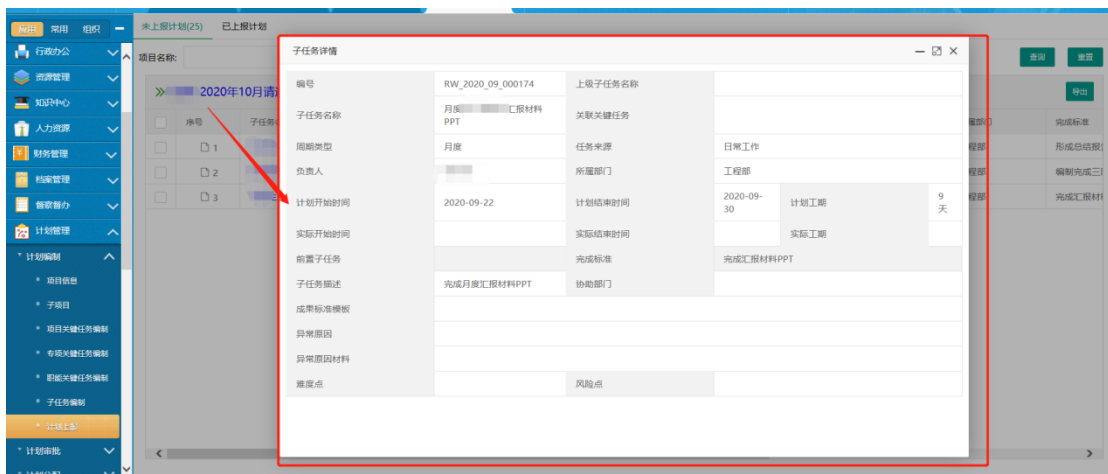 应用 常用 组织
行政办公
资源管理
知识中心
人力资源
财务管理
档案管理
督察督办
计划管理
计划编制
项目信息
子项目
项目关键任务编制
专项关键任务编制
职能关键任务编制
子任务编制
计划上报
计划审批
未上报计划(25) 已上报计划
项目名称:
查询 重置
2020年10月请
导出
序号 子任务
完成标准
1 程部 形成总结报
2 程部 编制完成三
3 程部 完成汇报材
子任务详情
编号 RW_2020_09_000174 上级子任务名称
子任务名称 月度 汇报材料PPT 关联关键任务
周期类型 月度 任务来源 日常工作
负责人 所属部门 工程部
计划开始时间 2020-09-22 计划结束时间 2020-09-30 计划工期 9天
实际开始时间 实际结束时间 实际工期
前置子任务 完成标准 完成汇报材料PPT
子任务描述 完成月度汇报材料PPT 协助部门
成果标准模板
异常原因
异常原因材料
难度点 风险点